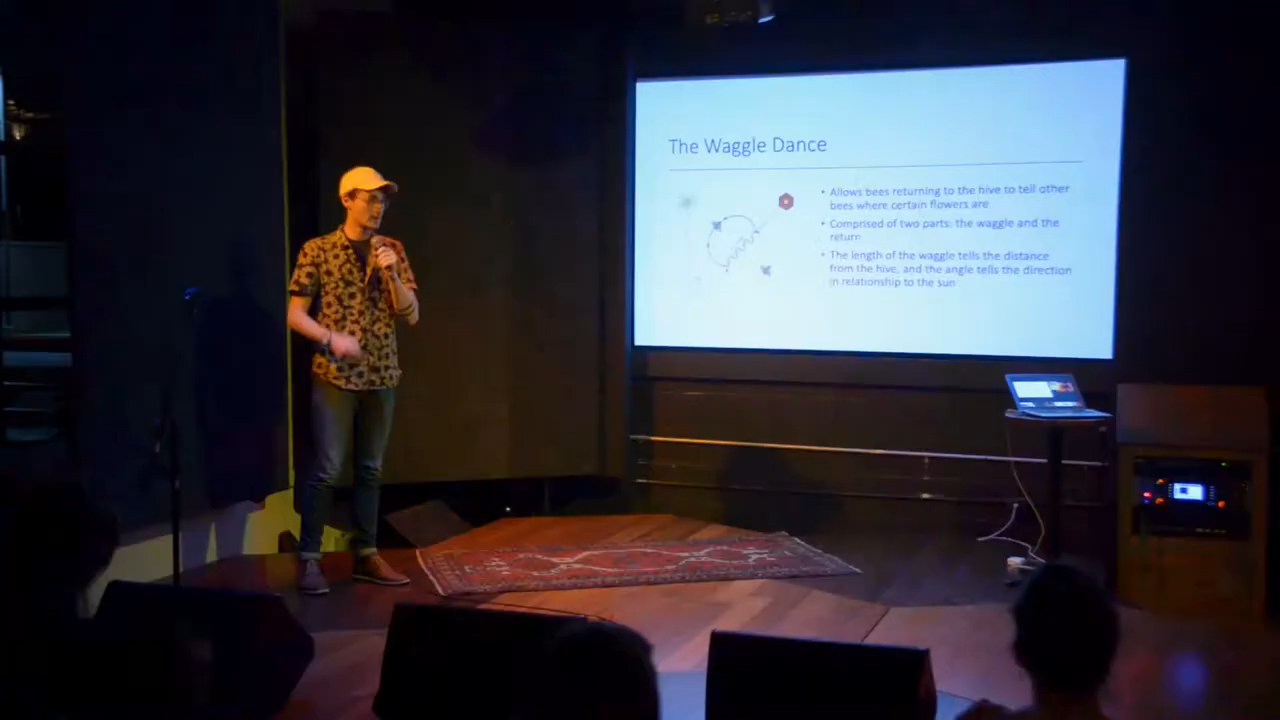 The Waggle Dance
• Allows bees returning to the hive to tell other
bees where certain flowers are
• Comprised of two parts: the waggle and the
return
• The length of the waggle tells the distance
from the hive, and the angle tells the direction
in relationship to the sun